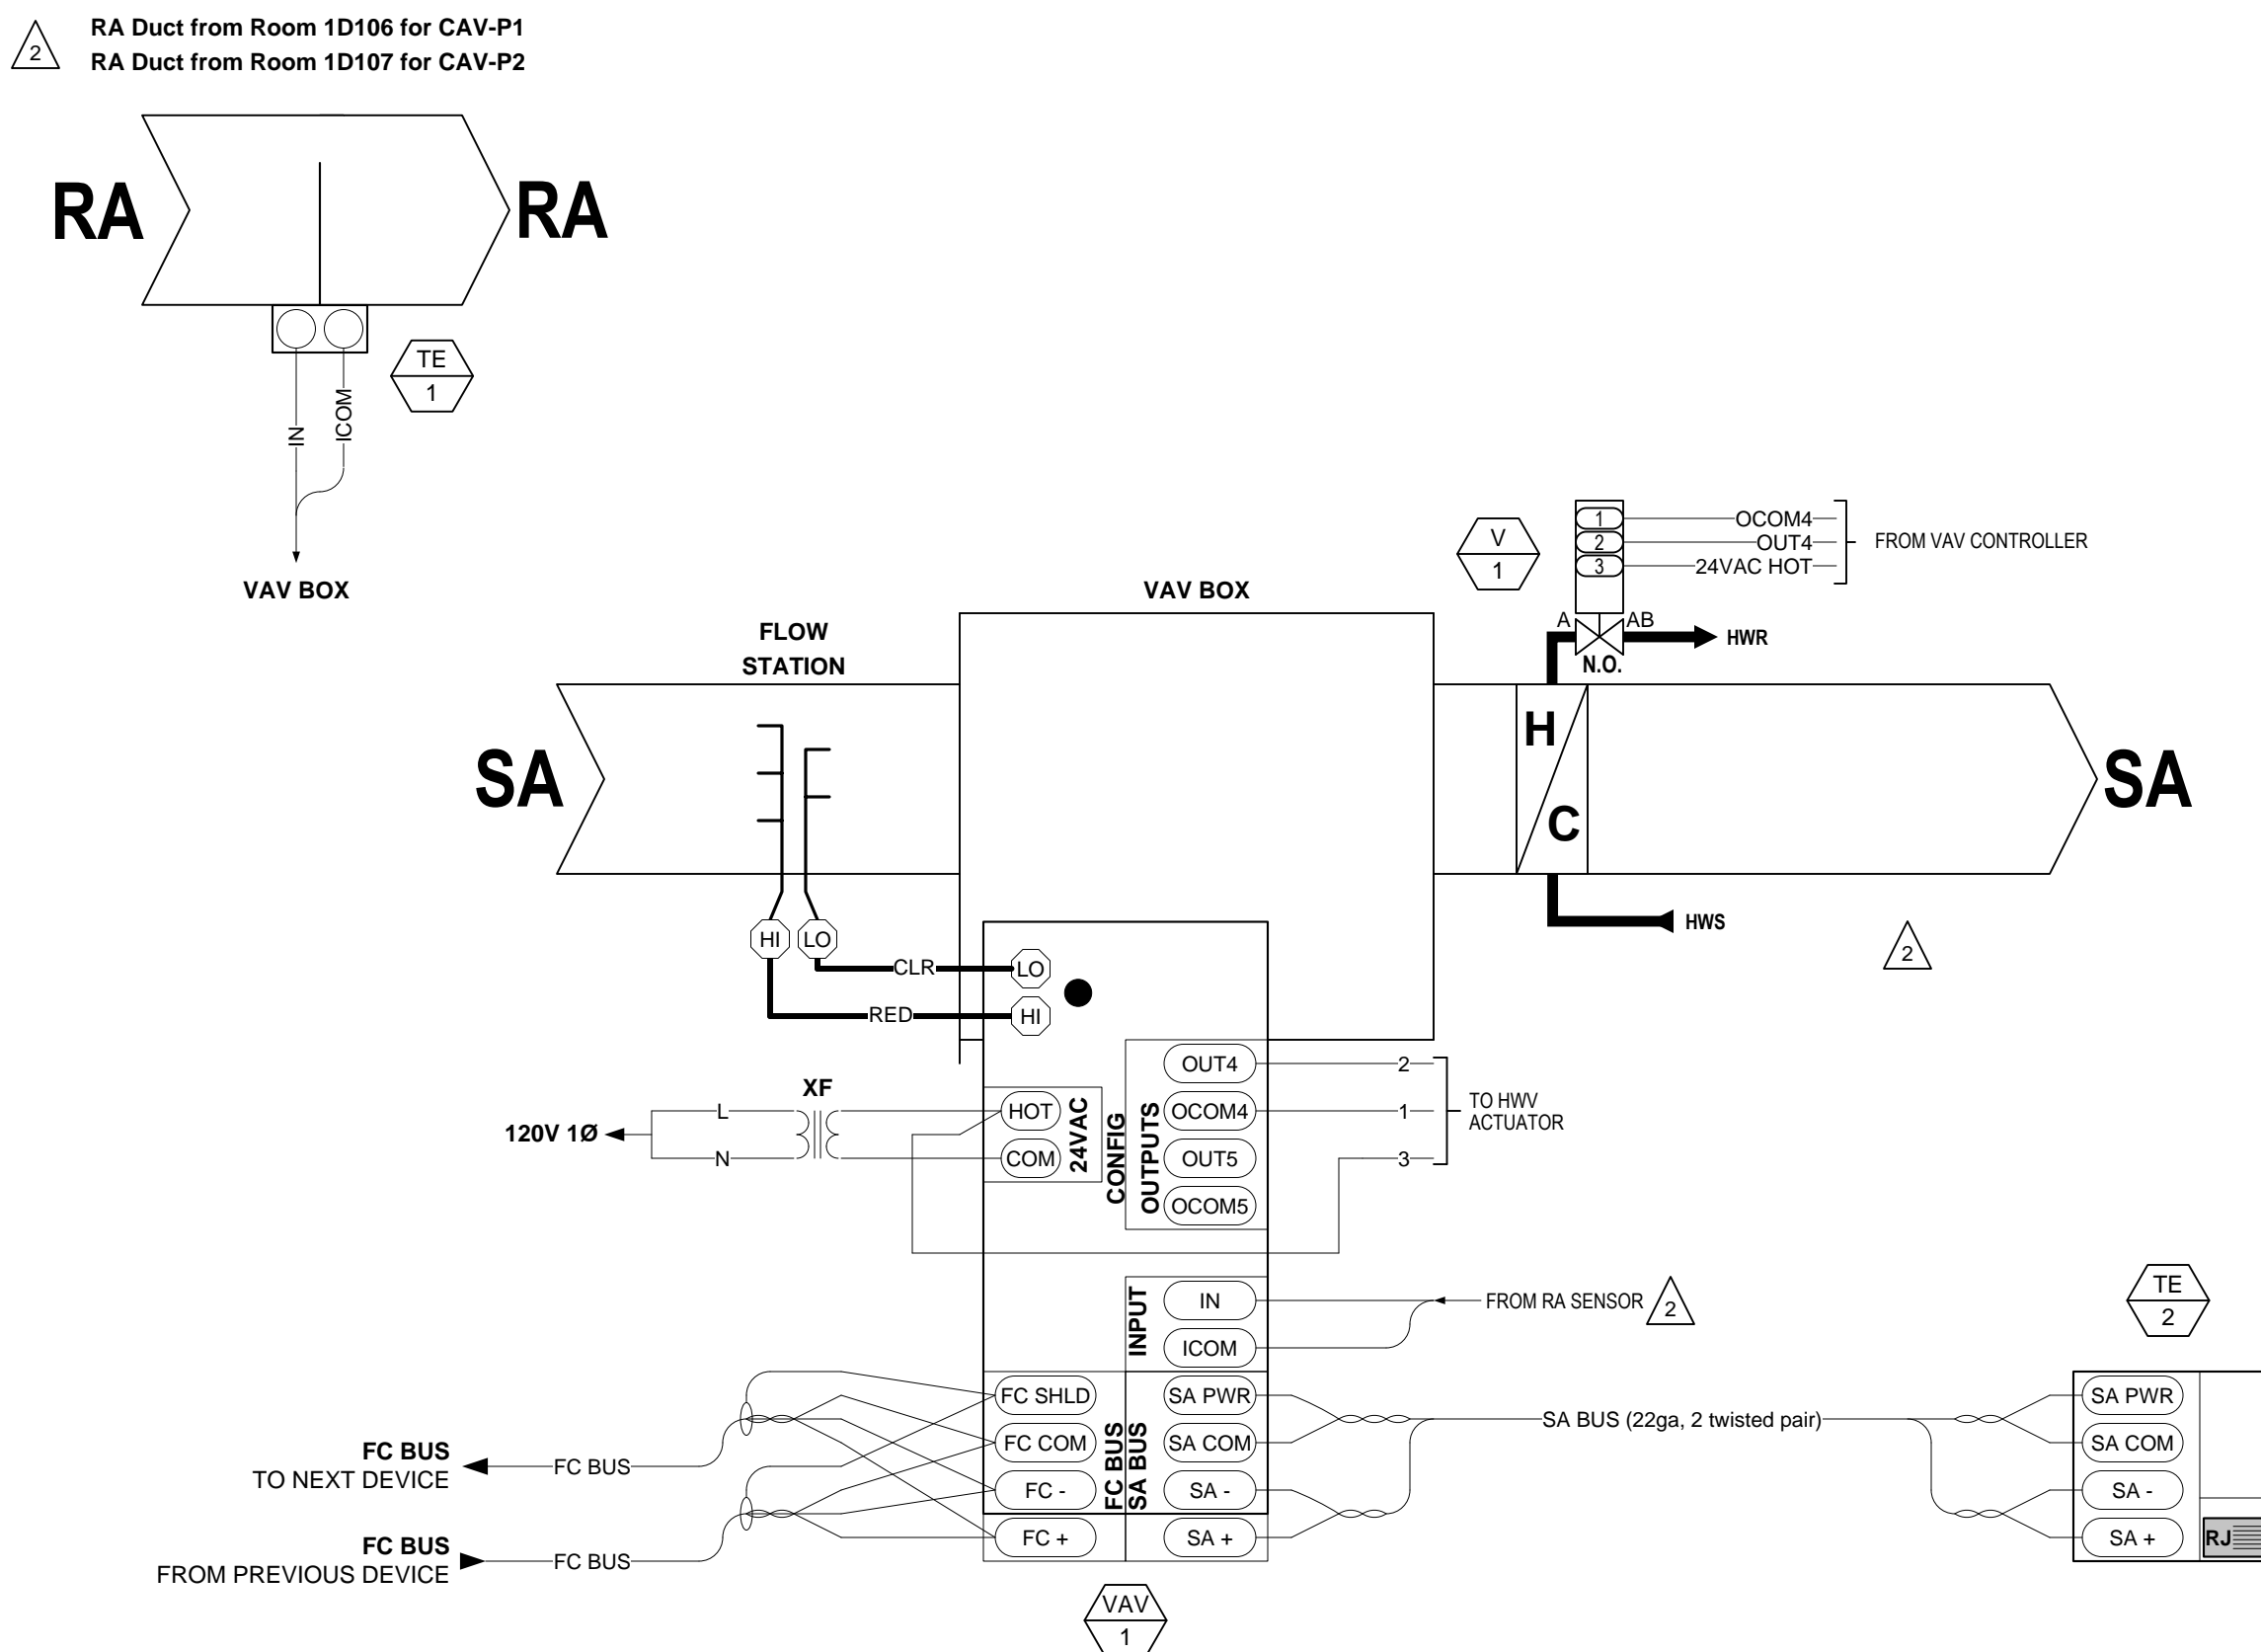 2
RA Duct from Room 1D106 for CAV-P1
RA Duct from Room 1D107 for CAV-P2
RA
RA
TE
1
IN
ICOM
VAV BOX
V
1
1
2
3
OCOM4
OUT4
24VAC HOT
FROM VAV CONTROLLER
VAV BOX
A
AB
HWR
N.O.
FLOW
STATION
SA
H
C
SA
HWS
2
HI
LO
CLR
LO
RED
HI
XF
120V 1Ø
L
N
HOT
COM
24VAC
CONFIG
OUTPUTS
OUT4
OCOM4
OUT5
OCOM5
2
1
3
TO HWV
ACTUATOR
INPUT
IN
ICOM
FROM RA SENSOR
2
TE
2
FC SHLD
FC COM
FC -
FC +
FC BUS
SA BUS
SA PWR
SA COM
SA -
SA +
SA BUS (22ga, 2 twisted pair)
SA PWR
SA COM
SA -
SA +
RJ
FC BUS
TO NEXT DEVICE
FC BUS
FC BUS
FROM PREVIOUS DEVICE
FC BUS
VAV
1